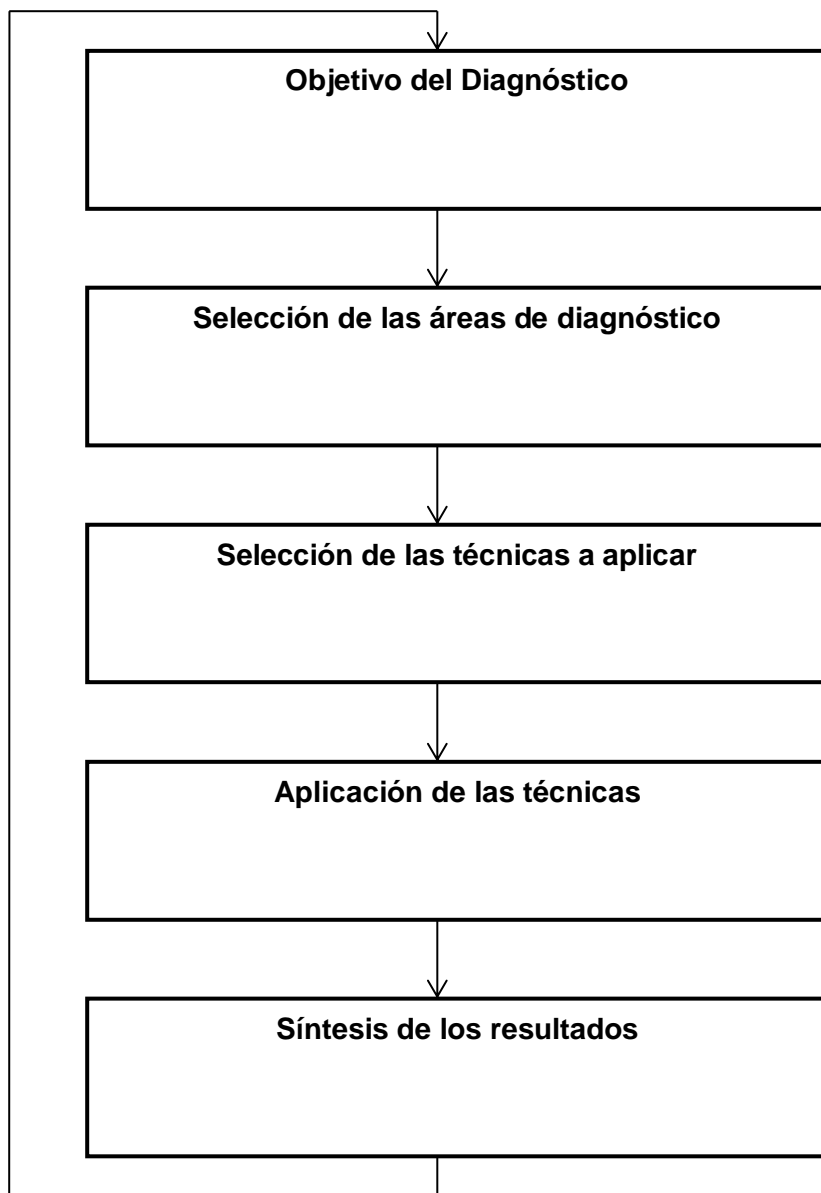 Objetivo del Diagnóstico
Selección de las áreas de diagnóstico
Selección de las técnicas a aplicar
Aplicación de las técnicas
Síntesis de los resultados